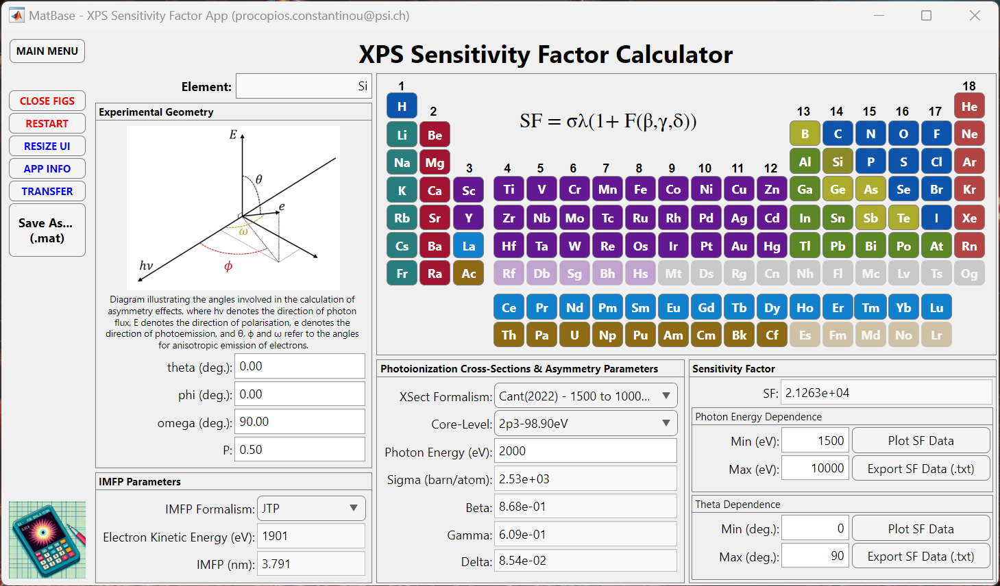 MatBase - XPS Sensitivity Factor App (procopios.constantinou@psi.ch)
MAIN MENU
XPS Sensitivity Factor Calculator
CLOSE FIGS
RESTART
RESIZE UI
APP INFO
TRANSFER
Save As...
(.mat)
Element: Si
Experimental Geometry
E
θ
e
ω
hν
ϕ
Diagram illustrating the angles involved in the calculation of
asymmetry effects, where hv denotes the direction of photon
flux, E denotes the direction of polarisation, e denotes the
direction of photoemission, and θ, ϕ and ω refer to the angles
for anisotropic emission of electrons.
theta (deg.): 0.00
phi (deg.): 0.00
omega (deg.): 90.00
P: 0.50
IMFP Parameters
IMFP Formalism: JTP
Electron Kinetic Energy (eV): 1901
IMFP (nm): 3.791
1 18
H He
2 13 14 15 16 17
SF = σλ(1+ F(β,γ,δ))
Li Be B C N O F Ne
Na Mg Al Si P S Cl Ar
3 4 5 6 7 8 9 10 11 12
K Ca Sc Ti V Cr Mn Fe Co Ni Cu Zn Ga Ge As Se Br Kr
Rb Sr Y Zr Nb Mo Tc Ru Rh Pd Ag Cd In Sn Sb Te I Xe
Cs Ba La Hf Ta W Re Os Ir Pt Au Hg Tl Pb Bi Po At Rn
Fr Ra Ac Rf Db Sg Bh Hs Mt Ds Rg Cn Nh Fl Mc Lv Ts Og
Ce Pr Nd Pm Sm Eu Gd Tb Dy Ho Er Tm Yb Lu
Th Pa U Np Pu Am Cm Bk Cf Es Fm Md No Lr
Photoionization Cross-Sections & Asymmetry Parameters
XSect Formalism: Cant(2022) - 1500 to 1000...
Core-Level: 2p3-98.90eV
Photon Energy (eV): 2000
Sigma (barn/atom): 2.53e+03
Beta: 8.68e-01
Gamma: 6.09e-01
Delta: 8.54e-02
Sensitivity Factor
SF: 2.1263e+04
Photon Energy Dependence
Min (eV): 1500 Plot SF Data
Max (eV): 10000 Export SF Data (.txt)
Theta Dependence
Min (deg.): 0 Plot SF Data
Max (deg.): 90 Export SF Data (.txt)